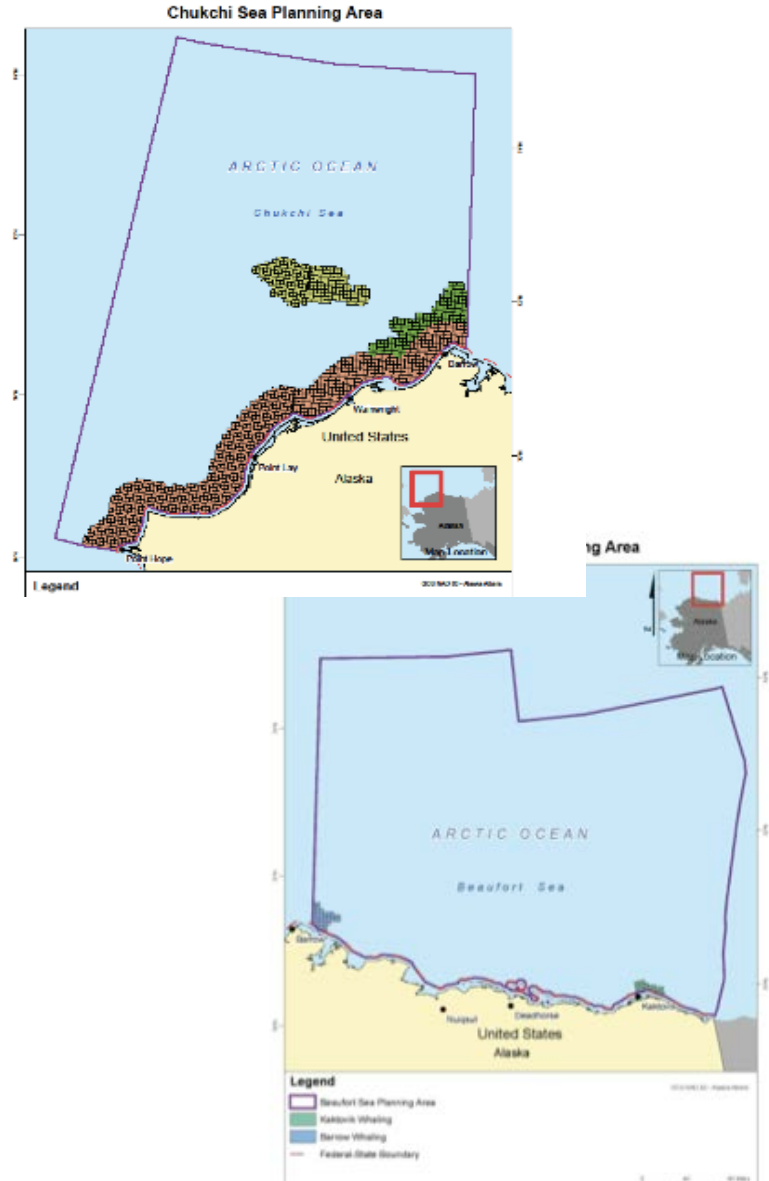 Chukchi Sea Planning Area
ARCTIC OCEAN
Chukchi Sea
Barrow
Wainwright
United States
Point Lay
Alaska
Alaska
Map Location
Point Hope
Legend
ng Area
Alaska
Map Location
ARCTIC OCEAN
Beaufort Sea
Barrow
Kaktovik
Nuiqsut
Deadhorse
United States
Alaska
Legend
Beaufort Sea Planning Area
Kaktovik Whaling
Barrow Whaling
Federal-State Boundary